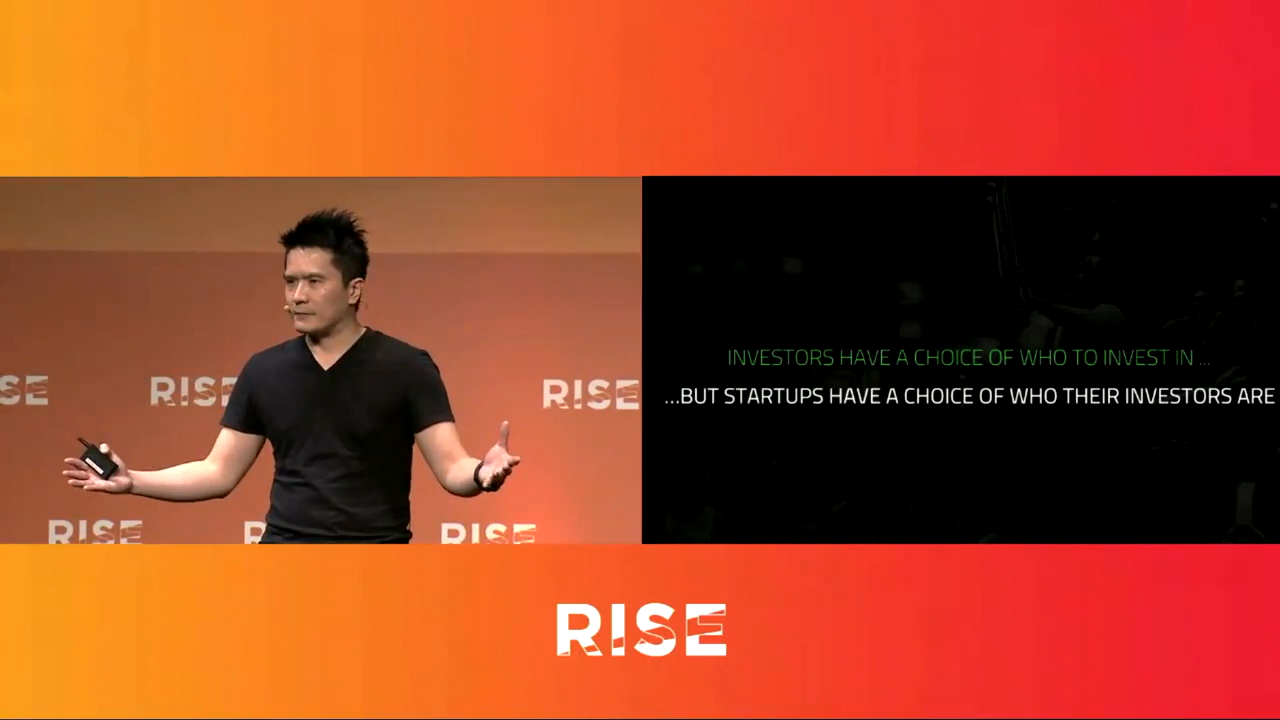 INVESTORS HAVE A CHOICE OF WHO TO INVEST IN ...
...BUT STARTUPS HAVE A CHOICE OF WHO THEIR INVESTORS ARE
RISE
RISE
RISE
RISE
RISE
RISE